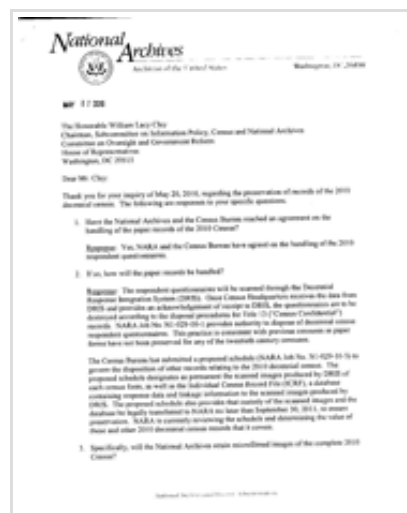 National Archives
Washington, DC 20408
MAY 2010
The Honorable William Lacy Clay
Chairman, Subcommittee on Information Policy, Census and National Archives
Committee on Oversight and Government Reform
House of Representatives
Washington, DC 20515
Dear Mr. Clay:
Thank you for your inquiry of May 20, 2010, regarding the preservation of records of the 2010
decennial census. The following are responses to your specific questions:
1. Have the National Archives and the Census Bureau reached an agreement on the
handling of the paper records of the 2010 Census?
Response: Yes, NARA and the Census Bureau have agreed on the handling of the 2010
respondent questionnaires.
2. If so, how will the paper records be handled?
Response: The respondent questionnaires will be scanned through the Decennial
Response Integration System (DRIS). Once Census Headquarters receives the data from
DRIS and provides an acknowledgement of receipt to DRIS, the questionnaires are to be
destroyed according to the disposal procedures for Title 13 ("Census Confidential")
records. NARA Job No. N1-029-10-1 provides authority to dispose of decennial census
respondent questionnaires. This practice is consistent with previous censuses as paper
forms have not been preserved for any of the twentieth century censuses.
The Census Bureau has submitted a proposed schedule (NARA Job No. N1-029-10-5) to
govern the disposition of other records relating to the 2010 decennial census. The
proposed schedule designates as permanent the scanned images produced by DRIS of
each census form, as well as the Individual Census Record File (ICRF), a database
containing response data and linkage information to the scanned images produced by
DRIS. The proposed schedule also provides that custody of the scanned images and the
database be legally transferred to NARA no later than September 30, 2013, to ensure
preservation. NARA is currently reviewing the schedule and determining the value of
these and other 2010 decennial census records that it covers.
3. Specifically, will the National Archives retain microfilmed images of the complete 2010
Census?